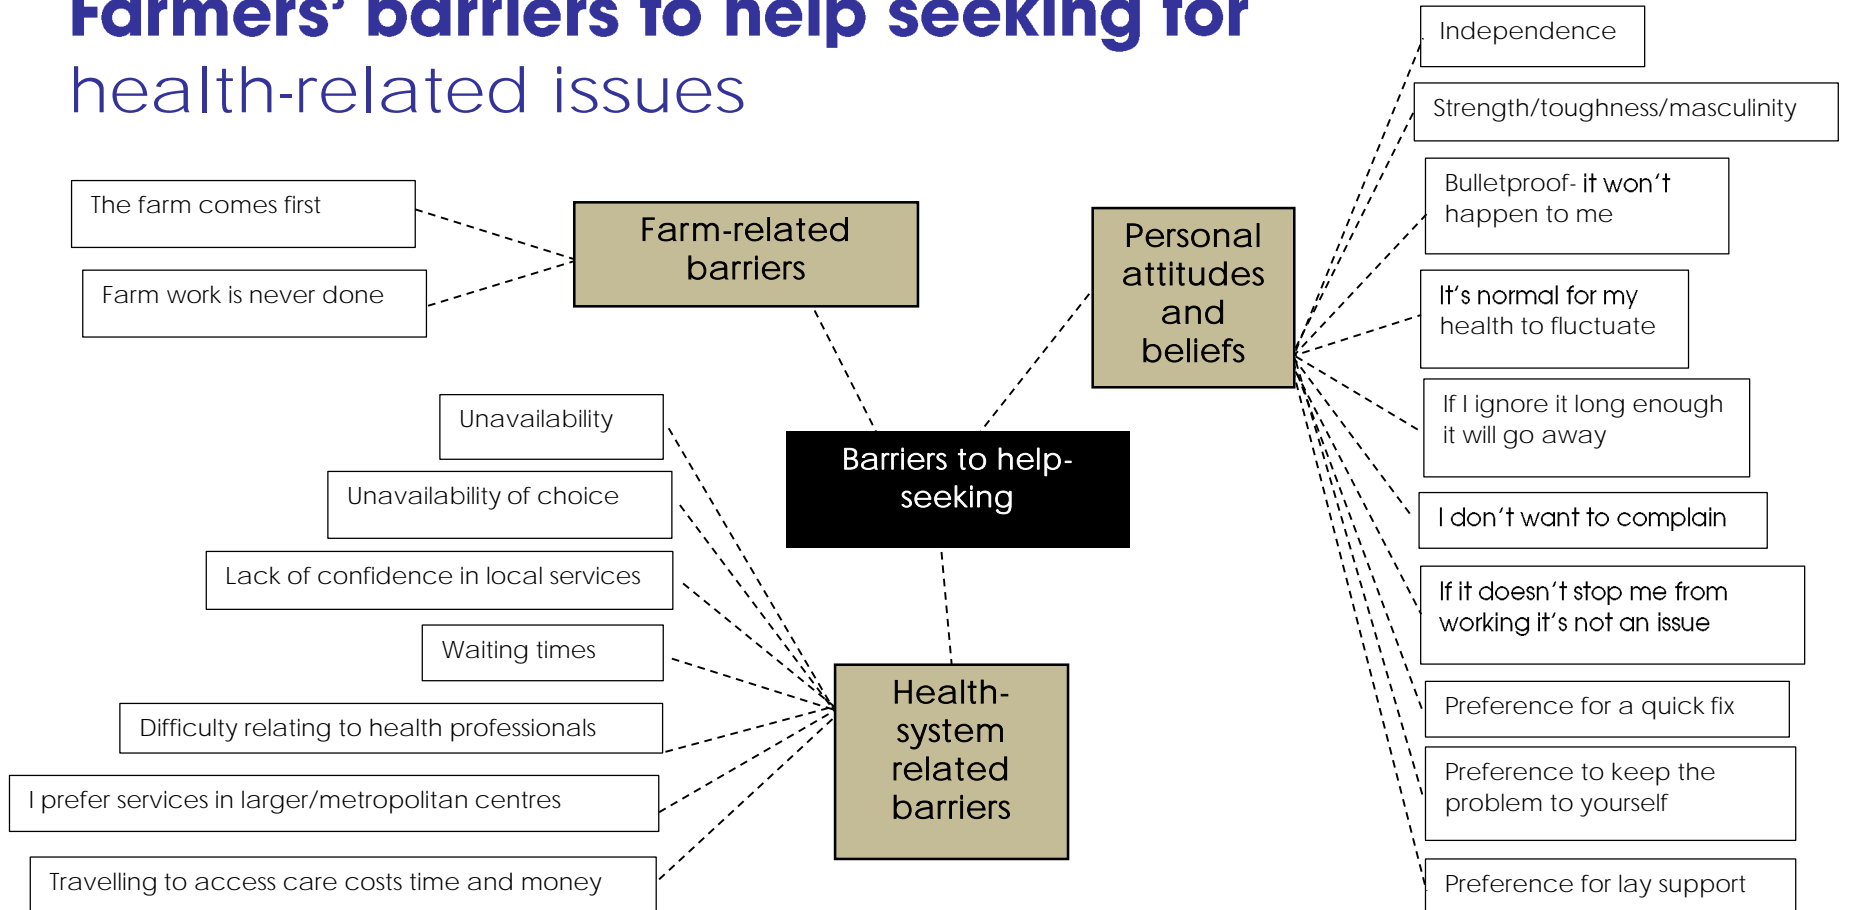 Farmers' barriers to help seeking for
health-related issues
The farm comes first
Farm work is never done
Farm-related
barriers
Personal
attitudes
and
beliefs
Barriers to help-
seeking
Health-
system
related
barriers
Unavailability
Unavailability of choice
Lack of confidence in local services
Waiting times
Difficulty relating to health professionals
I prefer services in larger/metropolitan centres
Travelling to access care costs time and money
Independence
Strength/toughness/masculinity
Bulletproof- it won't
happen to me
It's normal for my
health to fluctuate
If I ignore it long enough
it will go away
I don't want to complain
If it doesn't stop me from
working it's not an issue
Preference for a quick fix
Preference to keep the
problem to yourself
Preference for lay support